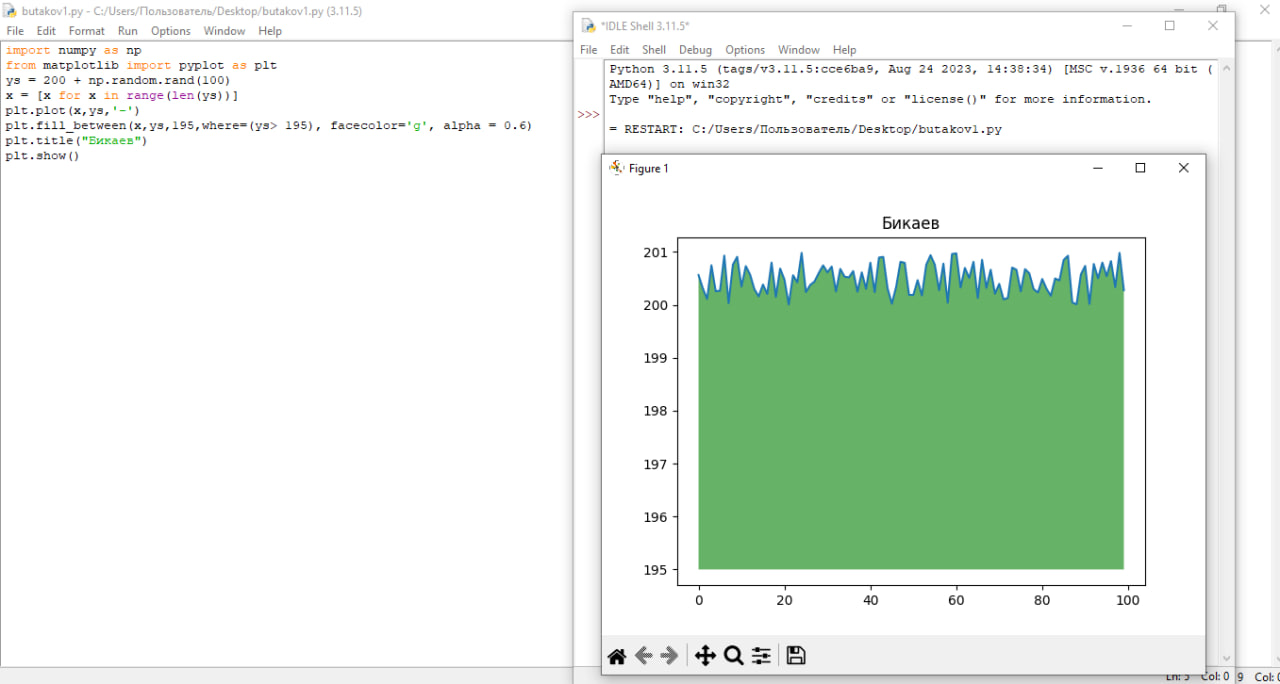 butakov1.py - C:/Users/Пользователь/Desktop/butakov1.py (3.11.5)
File Edit Format Run Options Window Help
import numpy as np
from matplotlib import pyplot as plt
ys = 200 + np.random.rand(100)
x = [x for x in range(len(ys))]
plt.plot(x,ys,'-')
plt.fill_between(x,ys,195,where=(ys> 195), facecolor='g', alpha = 0.6)
plt.title("Бикаев")
plt.show()
*IDLE Shell 3.11.5*
File Edit Shell Debug Options Window Help
Python 3.11.5 (tags/v3.11.5:cce6ba9, Aug 24 2023, 14:38:34) [MSC v.1936 64 bit (
AMD64)] on win32
Type "help", "copyright", "credits" or "license()" for more information.
>>>
= RESTART: C:/Users/Пользователь/Desktop/butakov1.py
Figure 1
Бикаев
201
200
199
198
197
196
195
0 20 40 60 80 100
Ln: 5 Col: 0
9 Col: 0